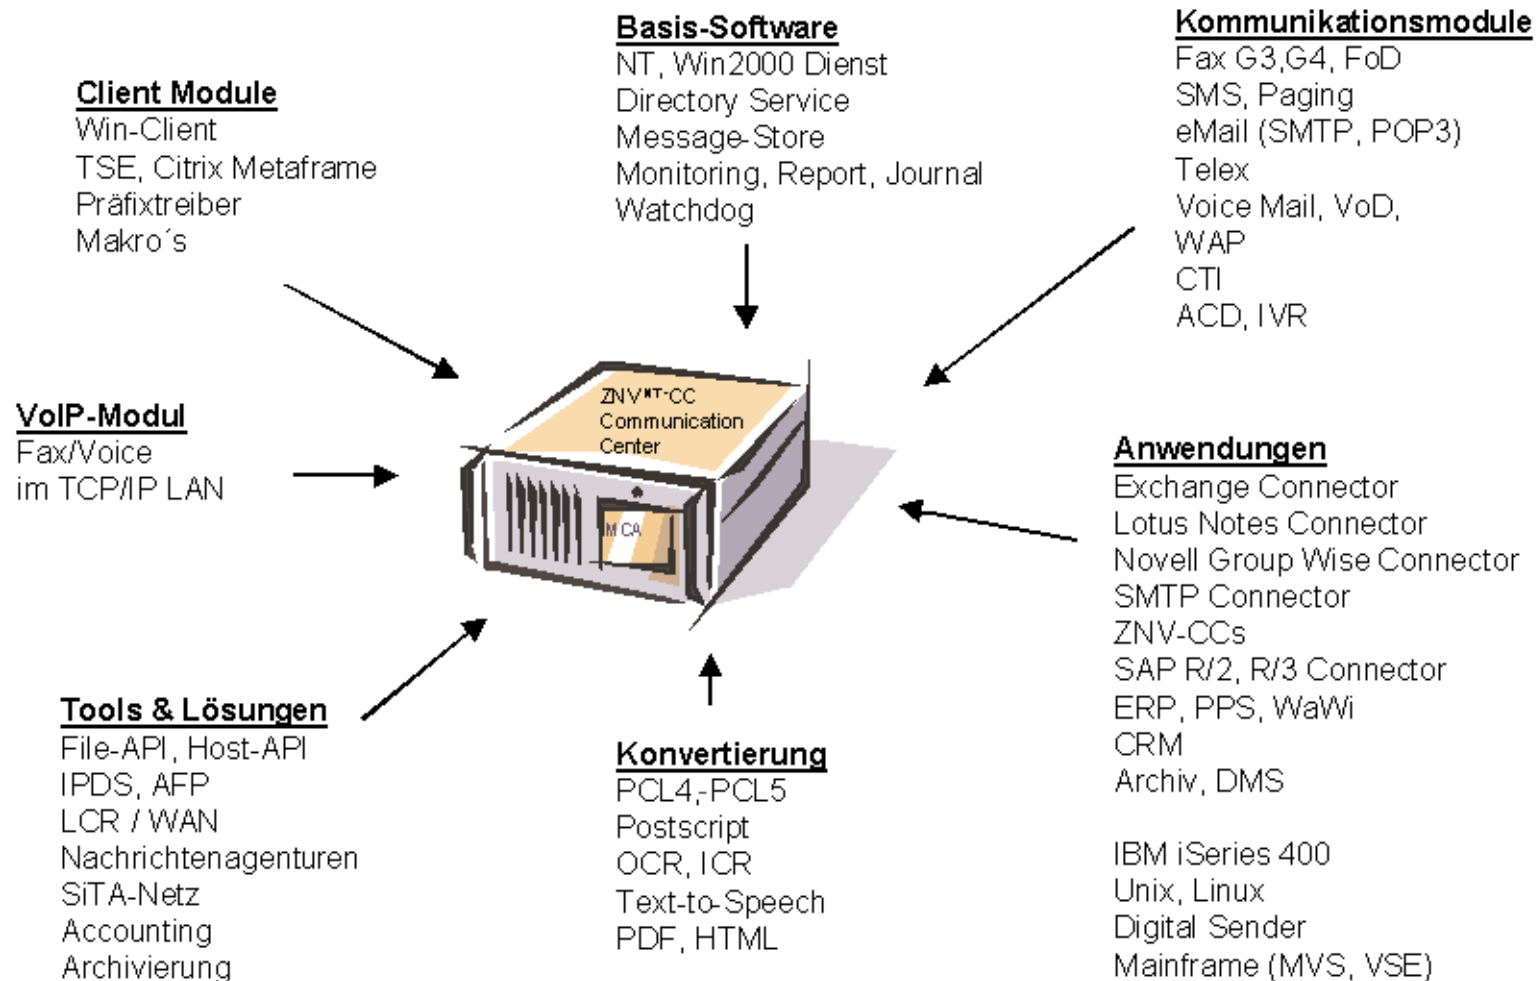 Client Module
Win-Client
TSE, Citrix Metaframe
Präfixtreiber
Makro´s
Basis-Software
NT, Win2000 Dienst
Directory Service
Message-Store
Monitoring, Report, Journal
Watchdog
Kommunikationsmodule
Fax G3,G4, FoD
SMS, Paging
eMail (SMTP, POP3)
Telex
Voice Mail, VoD,
WAP
CTI
ACD, IVR
VoIP-Modul
Fax/Voice
im TCP/IP LAN
ZNV NT-CC
Communication
Center
MCA
Anwendungen
Exchange Connector
Lotus Notes Connector
Novell Group Wise Connector
SMTP Connector
ZNV-CCs
SAP R/2, R/3 Connector
ERP, PPS, WaWi
CRM
Archiv, DMS
IBM iSeries 400
Unix, Linux
Digital Sender
Mainframe (MVS, VSE)
Tools & Lösungen
File-API, Host-API
IPDS, AFP
LCR / WAN
Nachrichtenagenturen
SiTA-Netz
Accounting
Archivierung
Konvertierung
PCL4,-PCL5
Postscript
OCR, ICR
Text-to-Speech
PDF, HTML